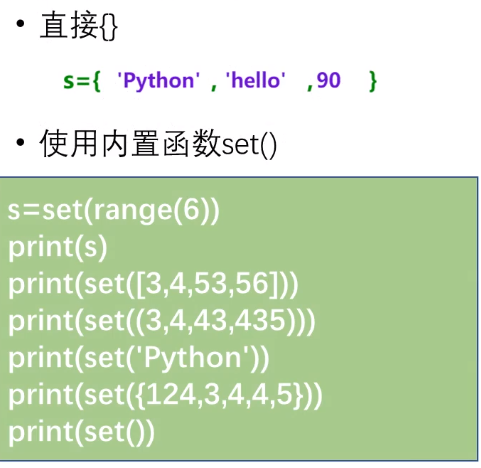 • 直接{}
s={ 'Python' , 'hello' ,90 }
• 使用内置函数set()
s=set(range(6))
print(s)
print(set([3,4,53,56]))
print(set((3,4,43,435)))
print(set('Python'))
print(set({124,3,4,4,5}))
print(set())